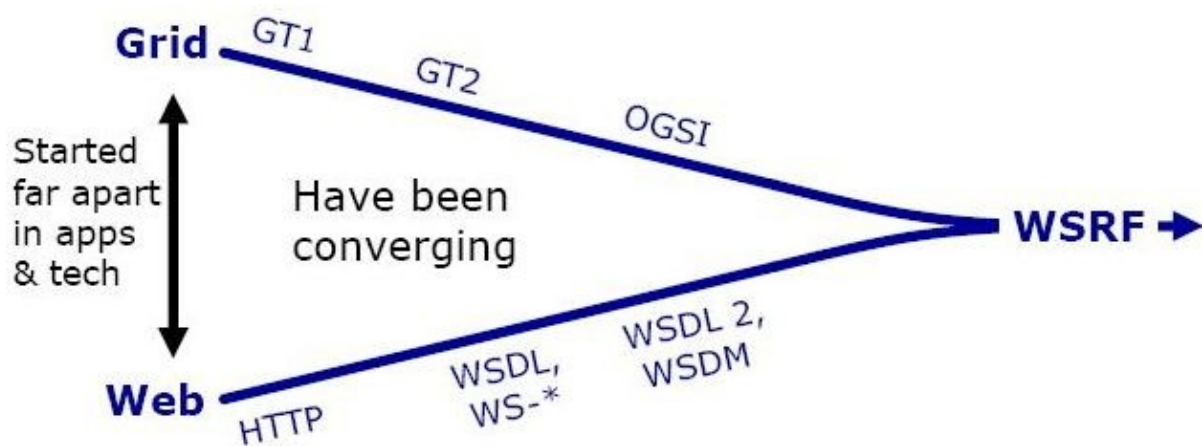 Grid
GT1
GT2
OGSI
Started
far apart
in apps
& tech
Have been
converging
WSRF
Web
HTTP
WSDL,
WS-*
WSDL 2,
WSDM